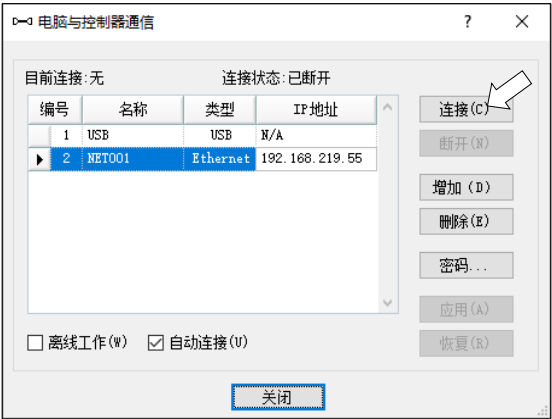 电脑与控制器通信 ? ×
目前连接:无 连接状态:已断开
编号 名称 类型 IP地址
1 USB USB N/A
2 NET001 Ethernet 192.168.219.55
连接(C)
断开(N)
增加 (D)
删除(E)
密码...
应用(A)
恢复(R)
离线工作(W) 自动连接(U)
关闭